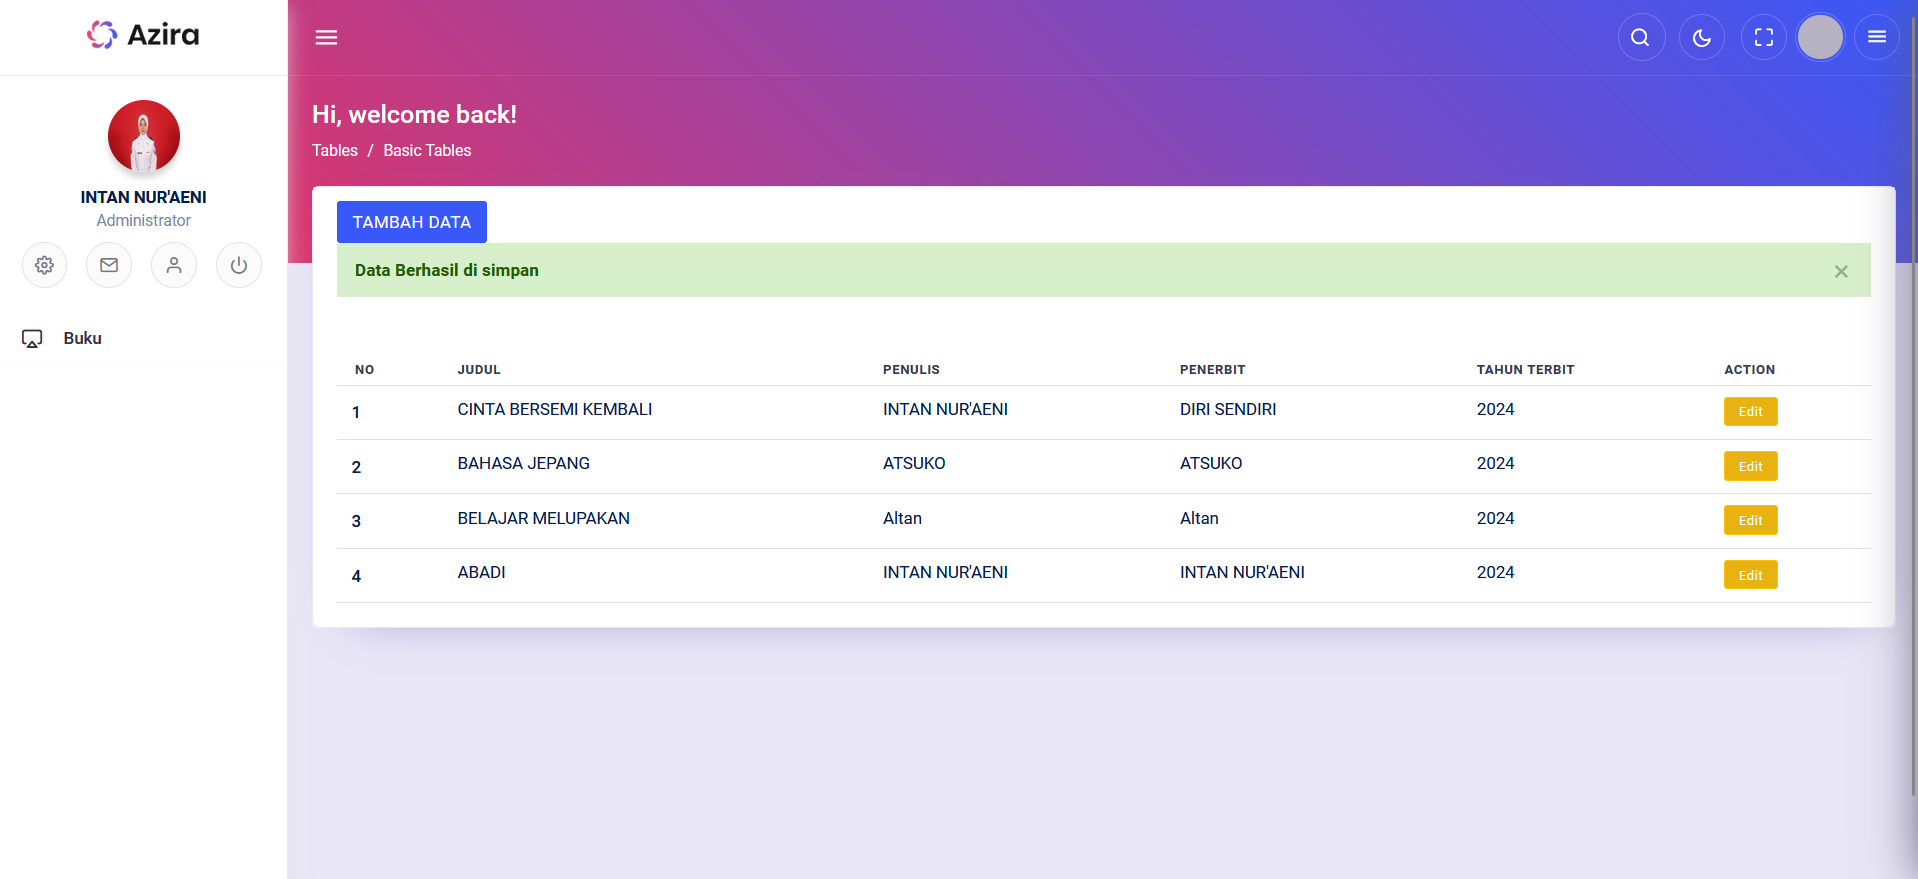 Azira
INTAN NUR'AENI
Administrator
Buku
Hi, welcome back!
Tables / Basic Tables
TAMBAH DATA
Data Berhasil di simpan
NO JUDUL PENULIS PENERBIT TAHUN TERBIT ACTION
1 CINTA BERSEMI KEMBALI INTAN NUR'AENI DIRI SENDIRI 2024 Edit
2 BAHASA JEPANG ATSUKO ATSUKO 2024 Edit
3 BELAJAR MELUPAKAN Altan Altan 2024 Edit
4 ABADI INTAN NUR'AENI INTAN NUR'AENI 2024 Edit